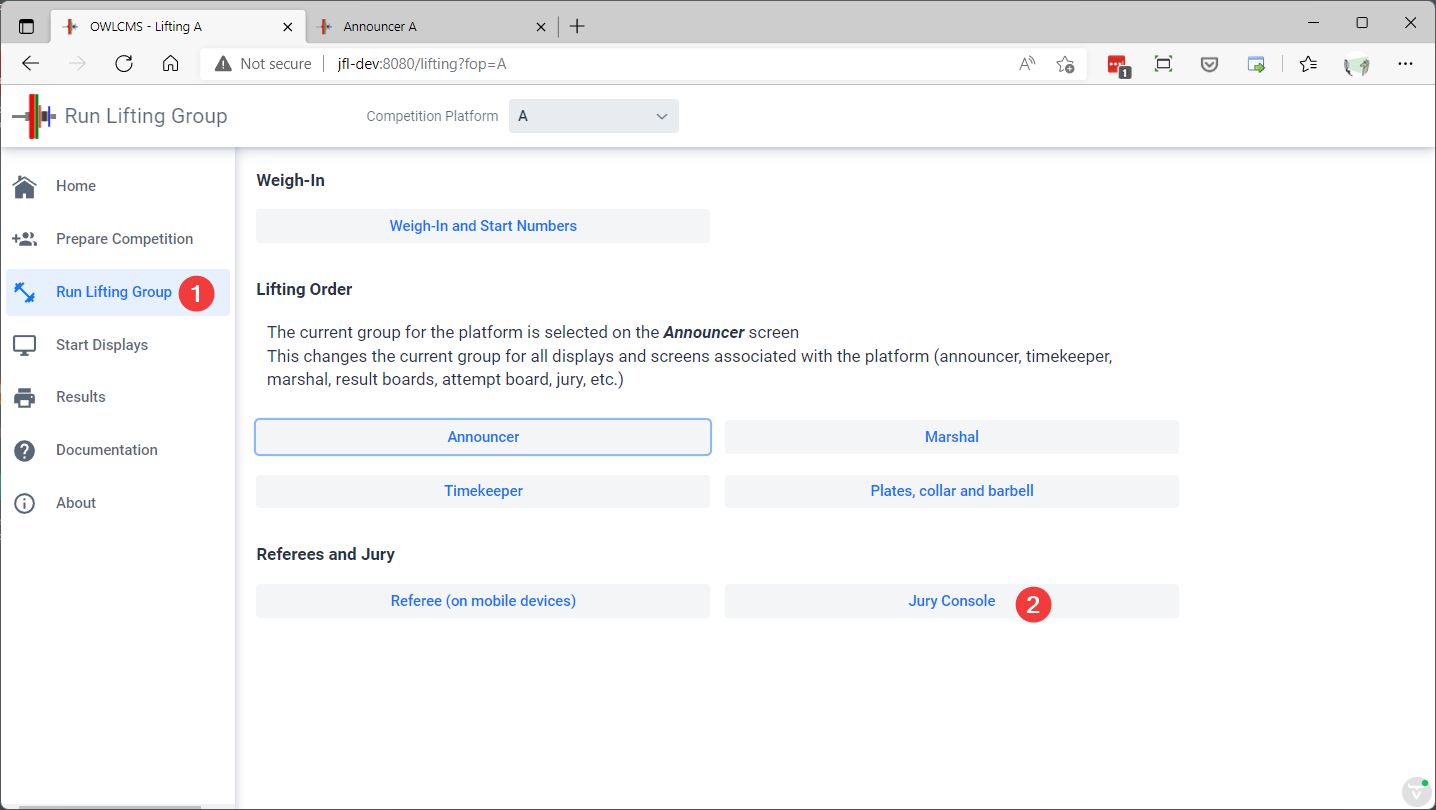 OWLCMS - Lifting A
Announcer A
Not secure
jfl-dev:8080/lifting?fop=A
1
Run Lifting Group
Competition Platform
A
Home
Prepare Competition
Run Lifting Group
1
Start Displays
Results
Documentation
About
Weigh-In
Weigh-In and Start Numbers
Lifting Order
The current group for the platform is selected on the Announcer screen
This changes the current group for all displays and screens associated with the platform (announcer, timekeeper,
marshal, result boards, attempt board, jury, etc.)
Announcer
Marshal
Timekeeper
Plates, collar and barbell
Referees and Jury
Referee (on mobile devices)
Jury Console
2